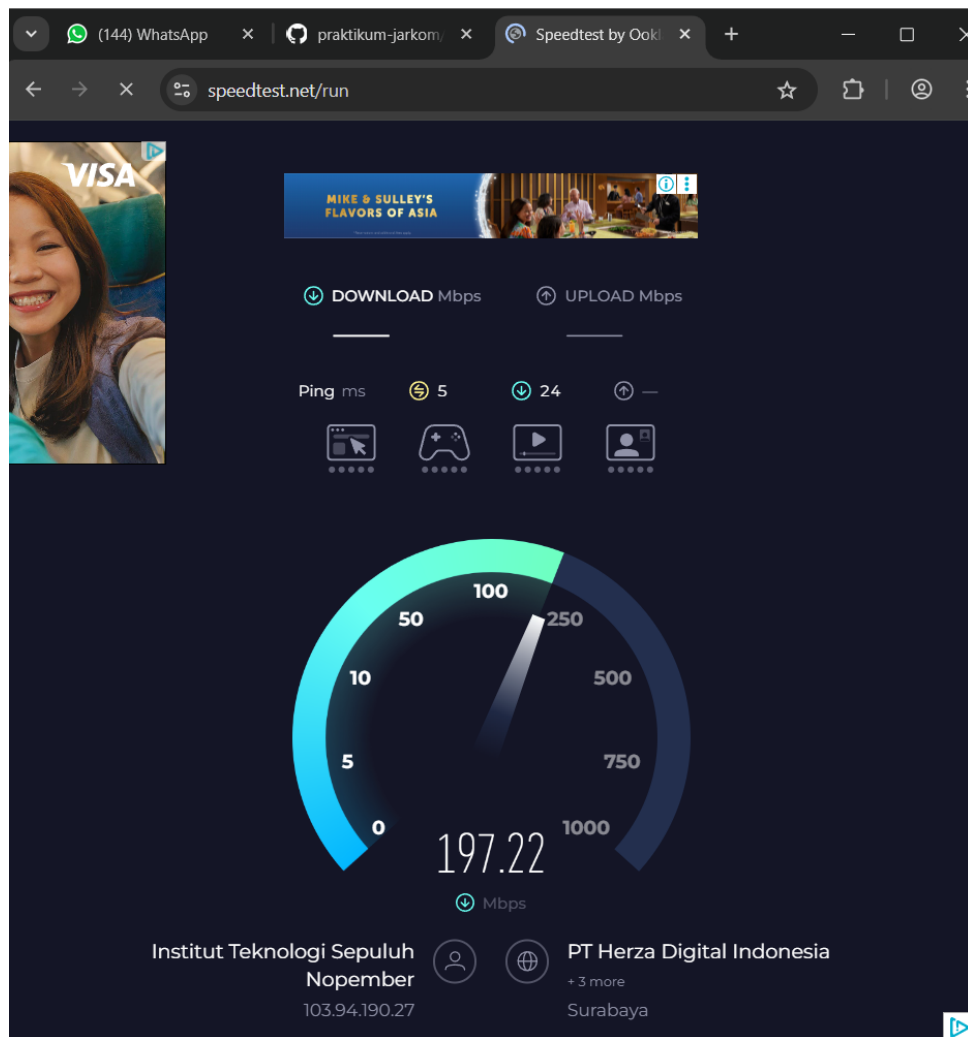 (144) WhatsApp
praktikum-jarkom/
Speedtest by Ookl
speedtest.net/run
VISA
MIKE & SULLEY'S
FLAVORS OF ASIA
DOWNLOAD Mbps
UPLOAD Mbps
Ping ms 5 24 —
100
50
250
10
500
5
750
0
1000
197.22
Mbps
Institut Teknologi Sepuluh
Nopember
103.94.190.27
PT Herza Digital Indonesia
+ 3 more
Surabaya